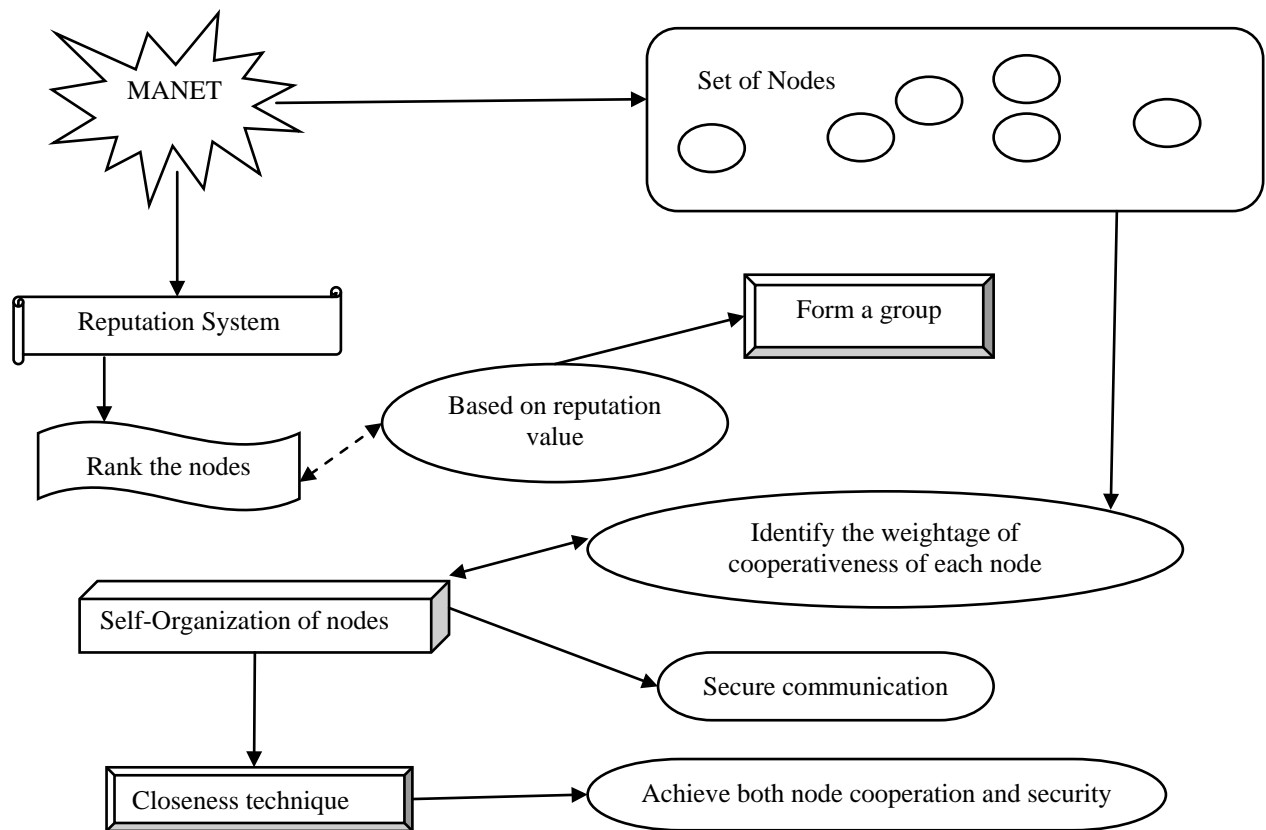 MANET
Set of Nodes
Reputation System
Form a group
Based on reputation
value
Rank the nodes
Identify the weightage of
cooperativeness of each node
Self-Organization of nodes
Secure communication
Closeness technique
Achieve both node cooperation and security